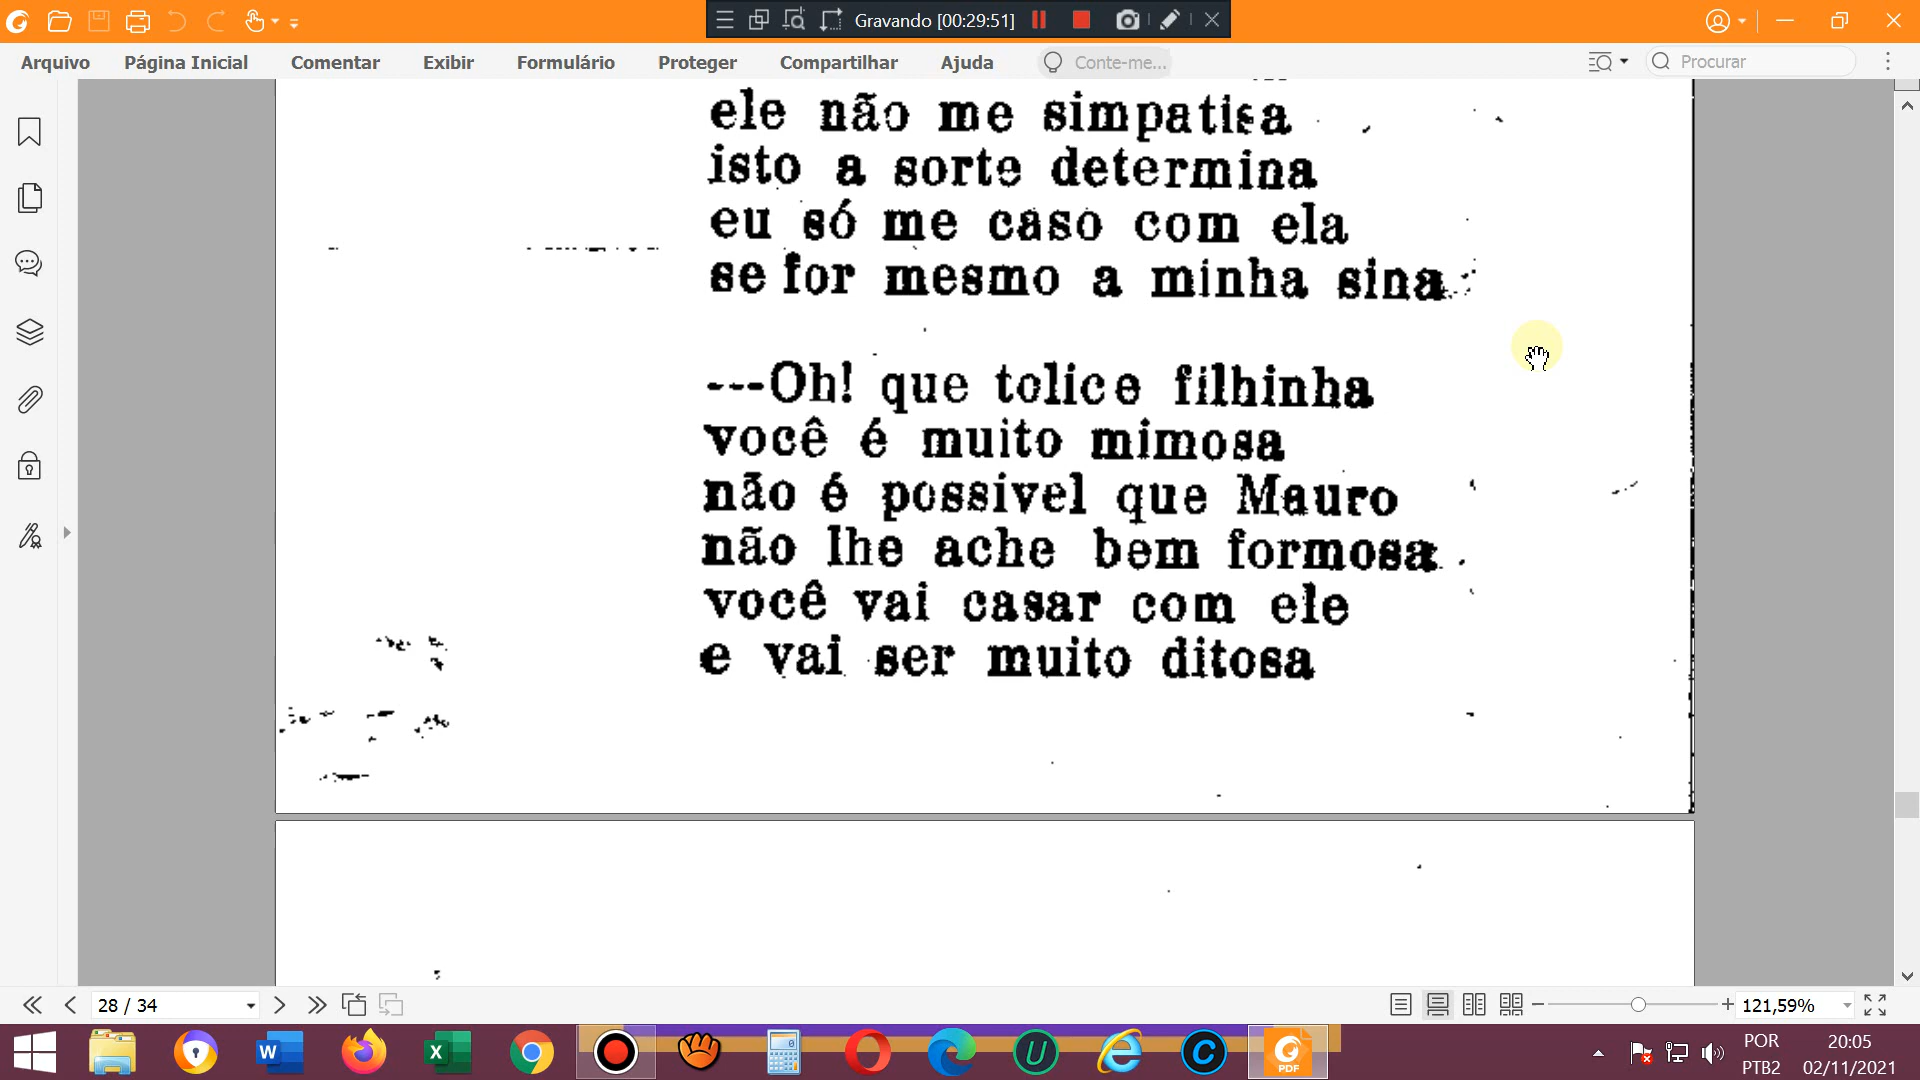 Gravando [00:29:51]
Arquivo Página Inicial Comentar Exibir Formulário Proteger Compartilhar Ajuda Conte-me... Procurar
ele não me simpatisa
isto a sorte determina
eu só me caso com ela
se for mesmo a minha sina
---Oh! que tolice filhinha
você é muito mimosa
não é possivel que Mauro
não lhe ache bem formosa
você vai casar com ele
e vai ser muito ditosa
28 / 34
121,59%
POR
PTB2
20:05
02/11/2021
PDF